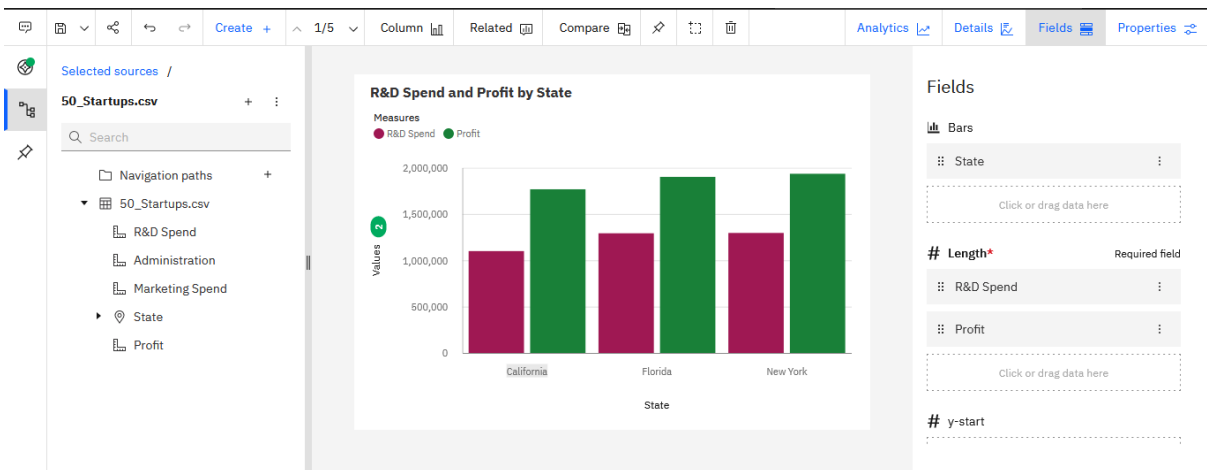 Create +
1/5
Column
Related
Compare
Analytics
Details
Fields
Properties
Selected sources /
50_Startups.csv
Search
Navigation paths
50_Startups.csv
R&D Spend
Administration
Marketing Spend
State
Profit
R&D Spend and Profit by State
Measures
R&D Spend Profit
2,000,000
1,500,000
1,000,000
500,000
0
Values 2
California Florida New York
State
Fields
Bars
State
Click or drag data here
# Length* Required field
R&D Spend
Profit
Click or drag data here
# y-start